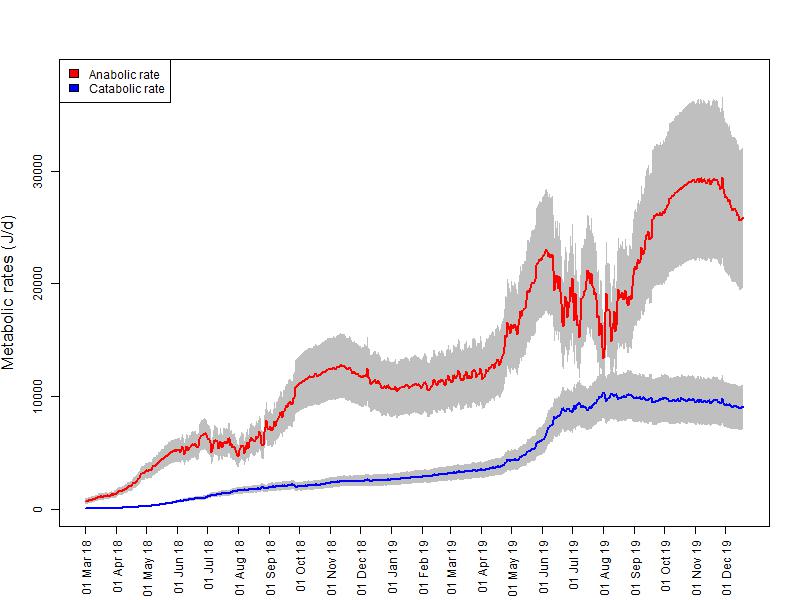 Anabolic rate
Catabolic rate
Metabolic rates (J/d)
30000
20000
10000
0
01 Mar 18
01 Apr 18
01 May 18
01 Jun 18
01 Jul 18
01 Aug 18
01 Sep 18
01 Oct 18
01 Nov 18
01 Dec 18
01 Jan 19
01 Feb 19
01 Mar 19
01 Apr 19
01 May 19
01 Jun 19
01 Jul 19
01 Aug 19
01 Sep 19
01 Oct 19
01 Nov 19
01 Dec 19